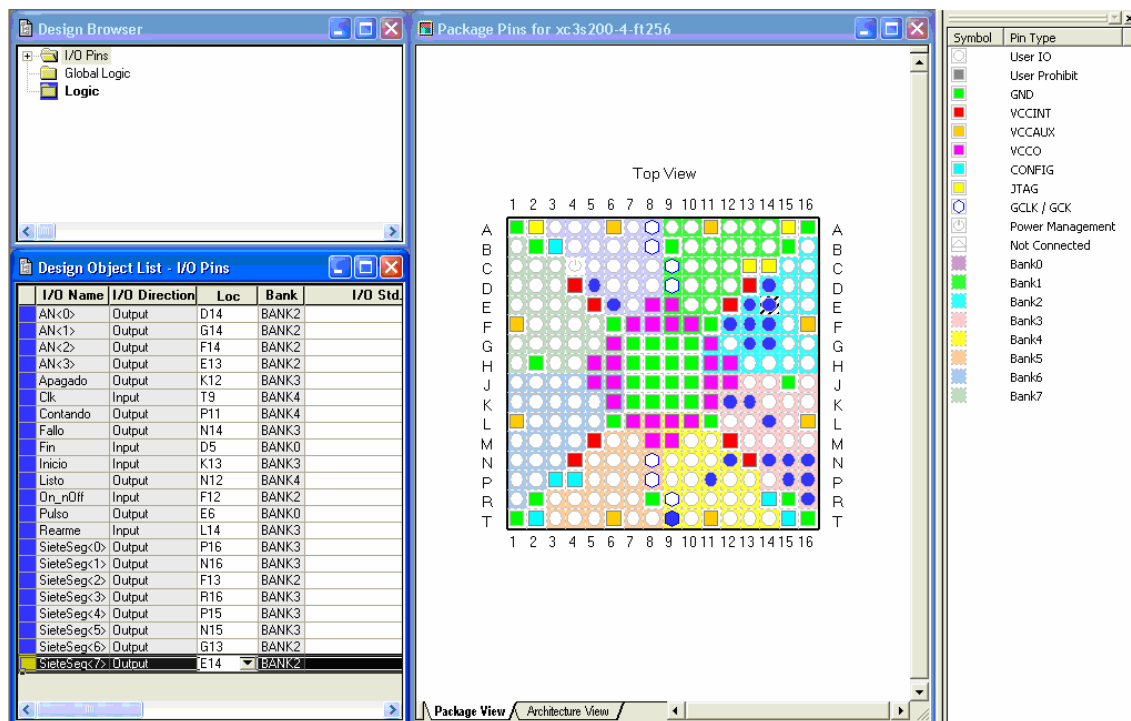 Design Browser
I/O Pins
Global Logic
Logic
Design Object List - I/O Pins
I/O Name I/O Direction Loc Bank I/O Std.
AN<0> Output D14 BANK2
AN<1> Output G14 BANK2
AN<2> Output F14 BANK2
AN<3> Output E13 BANK2
Apagado Output K12 BANK3
Clk Input T9 BANK4
Contando Output P11 BANK4
Fallo Output N14 BANK3
Fin Input D5 BANK0
Inicio Input K13 BANK3
Listo Output N12 BANK4
On_nOff Input F12 BANK2
Pulso Output E6 BANK0
Rearme Input L14 BANK3
SieteSeg<0> Output P16 BANK3
SieteSeg<1> Output N16 BANK3
SieteSeg<2> Output F13 BANK2
SieteSeg<3> Output R16 BANK3
SieteSeg<4> Output P15 BANK3
SieteSeg<5> Output N15 BANK3
SieteSeg<6> Output G13 BANK2
SieteSeg<7> Output E14 BANK2
Package Pins for xc3s200-4-ft256
Top View
1 2 3 4 5 6 7 8 9 10 11 12 13 14 15 16
A A
B B
C C
D D
E E
F F
G G
H H
J J
K K
L L
M M
N N
P P
R R
T T
1 2 3 4 5 6 7 8 9 10 11 12 13 14 15 16
Package View Architecture View
Symbol Pin Type
User IO
User Prohibit
GND
VCCINT
VCCAUX
VCCO
CONFIG
JTAG
GCLK / GCK
Power Management
Not Connected
Bank0
Bank1
Bank2
Bank3
Bank4
Bank5
Bank6
Bank7